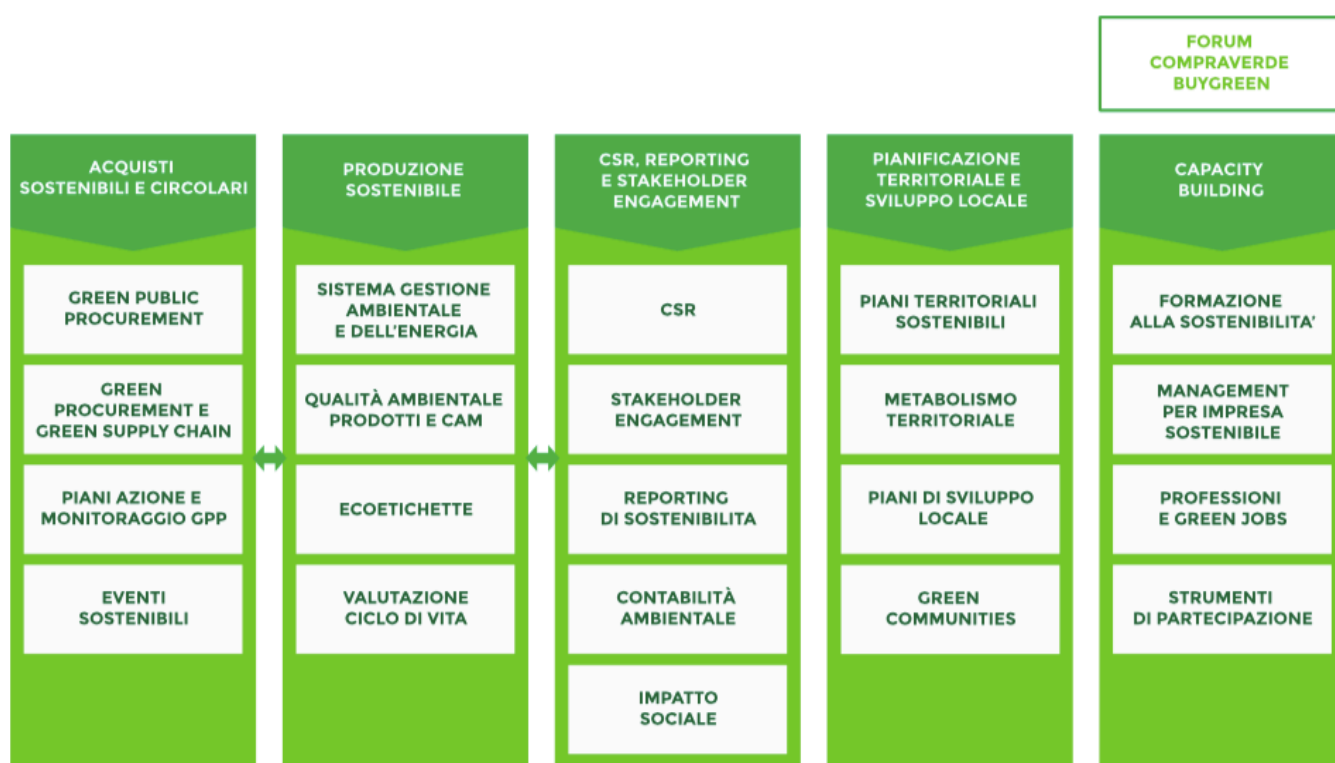 FORUM
COMPRAVERDE
BUYGREEN
ACQUISTI
SOSTENIBILI E CIRCOLARI
GREEN PUBLIC
PROCUREMENT
GREEN
PROCUREMENT E
GREEN SUPPLY CHAIN
PIANI AZIONE E
MONITORAGGIO GPP
EVENTI
SOSTENIBILI
PRODUZIONE
SOSTENIBILE
SISTEMA GESTIONE
AMBIENTALE
E DELL'ENERGIA
QUALITÀ AMBIENTALE
PRODOTTI E CAM
ECOETICHETTE
VALUTAZIONE
CICLO DI VITA
CSR, REPORTING
E STAKEHOLDER
ENGAGEMENT
CSR
STAKEHOLDER
ENGAGEMENT
REPORTING
DI SOSTENIBILITA
CONTABILITÀ
AMBIENTALE
IMPATTO
SOCIALE
PIANIFICAZIONE
TERRITORIALE E
SVILUPPO LOCALE
PIANI TERRITORIALI
SOSTENIBILI
METABOLISMO
TERRITORIALE
PIANI DI SVILUPPO
LOCALE
GREEN
COMMUNITIES
CAPACITY
BUILDING
FORMAZIONE
ALLA SOSTENIBILITA'
MANAGEMENT
PER IMPRESA
SOSTENIBILE
PROFESSIONI
E GREEN JOBS
STRUMENTI
DI PARTECIPAZIONE